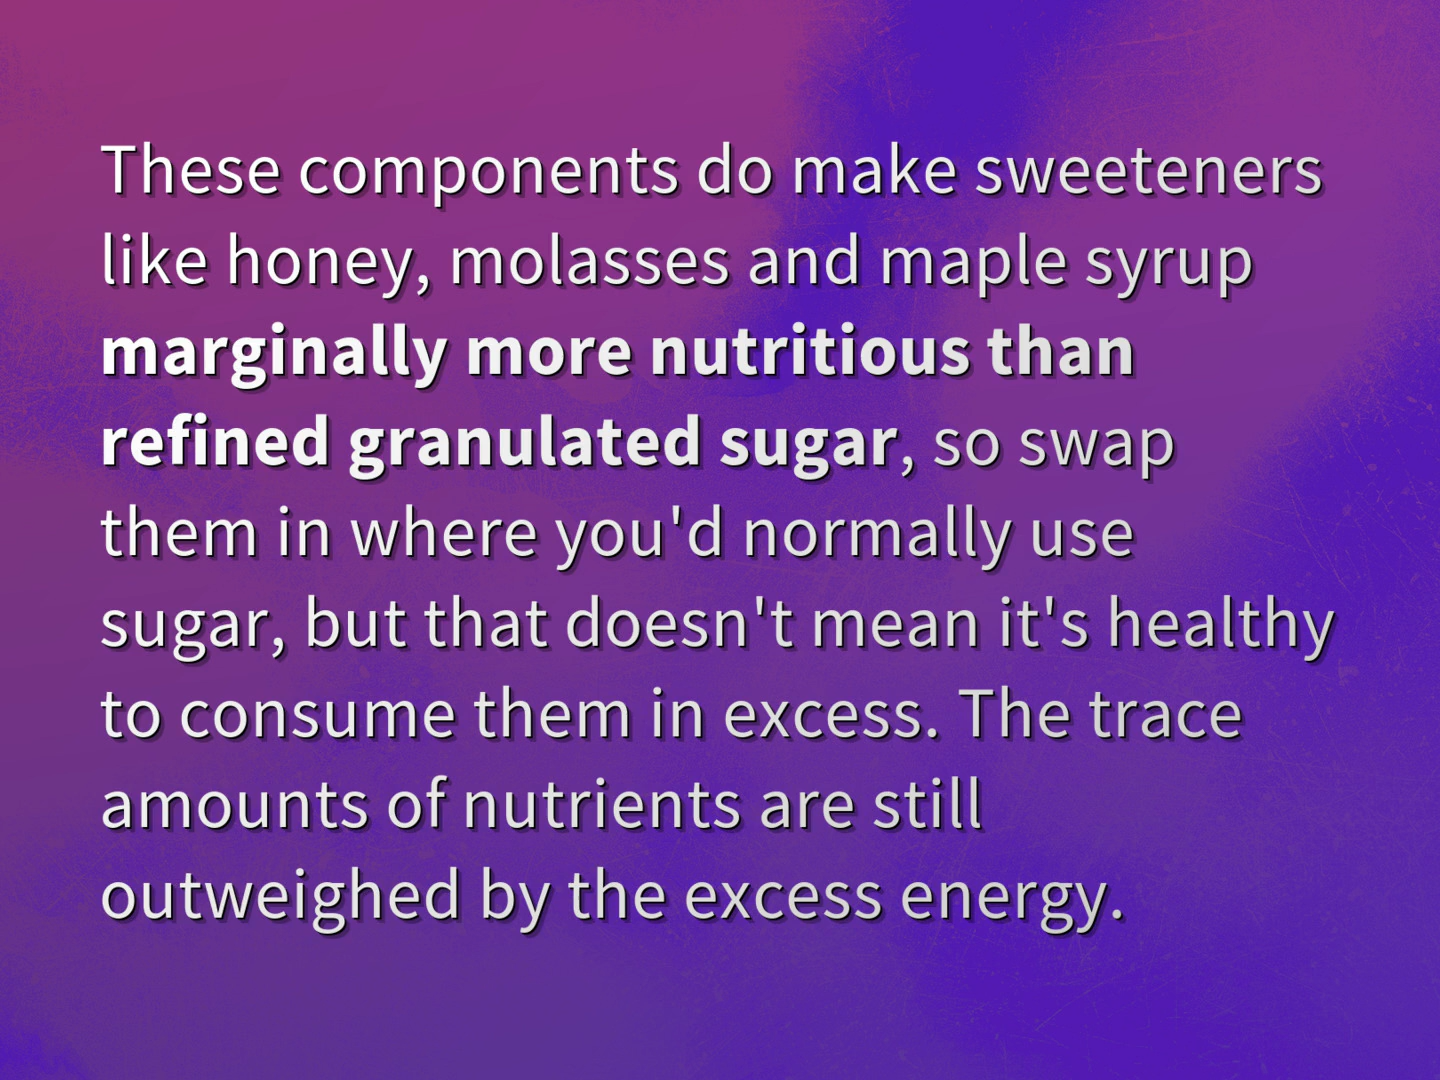 These components do make sweeteners
like honey, molasses and maple syrup
marginally more nutritious than
refined granulated sugar, so swap
them in where you'd normally use
sugar, but that doesn't mean it's healthy
to consume them in excess. The trace
amounts of nutrients are still
outweighed by the excess energy.